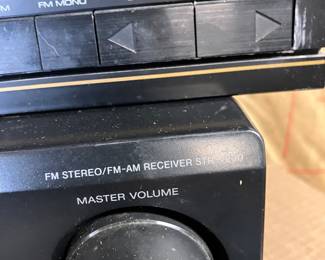 FM MONO
FM STEREO/FM-AM RECEIVER
MASTER VOLUME